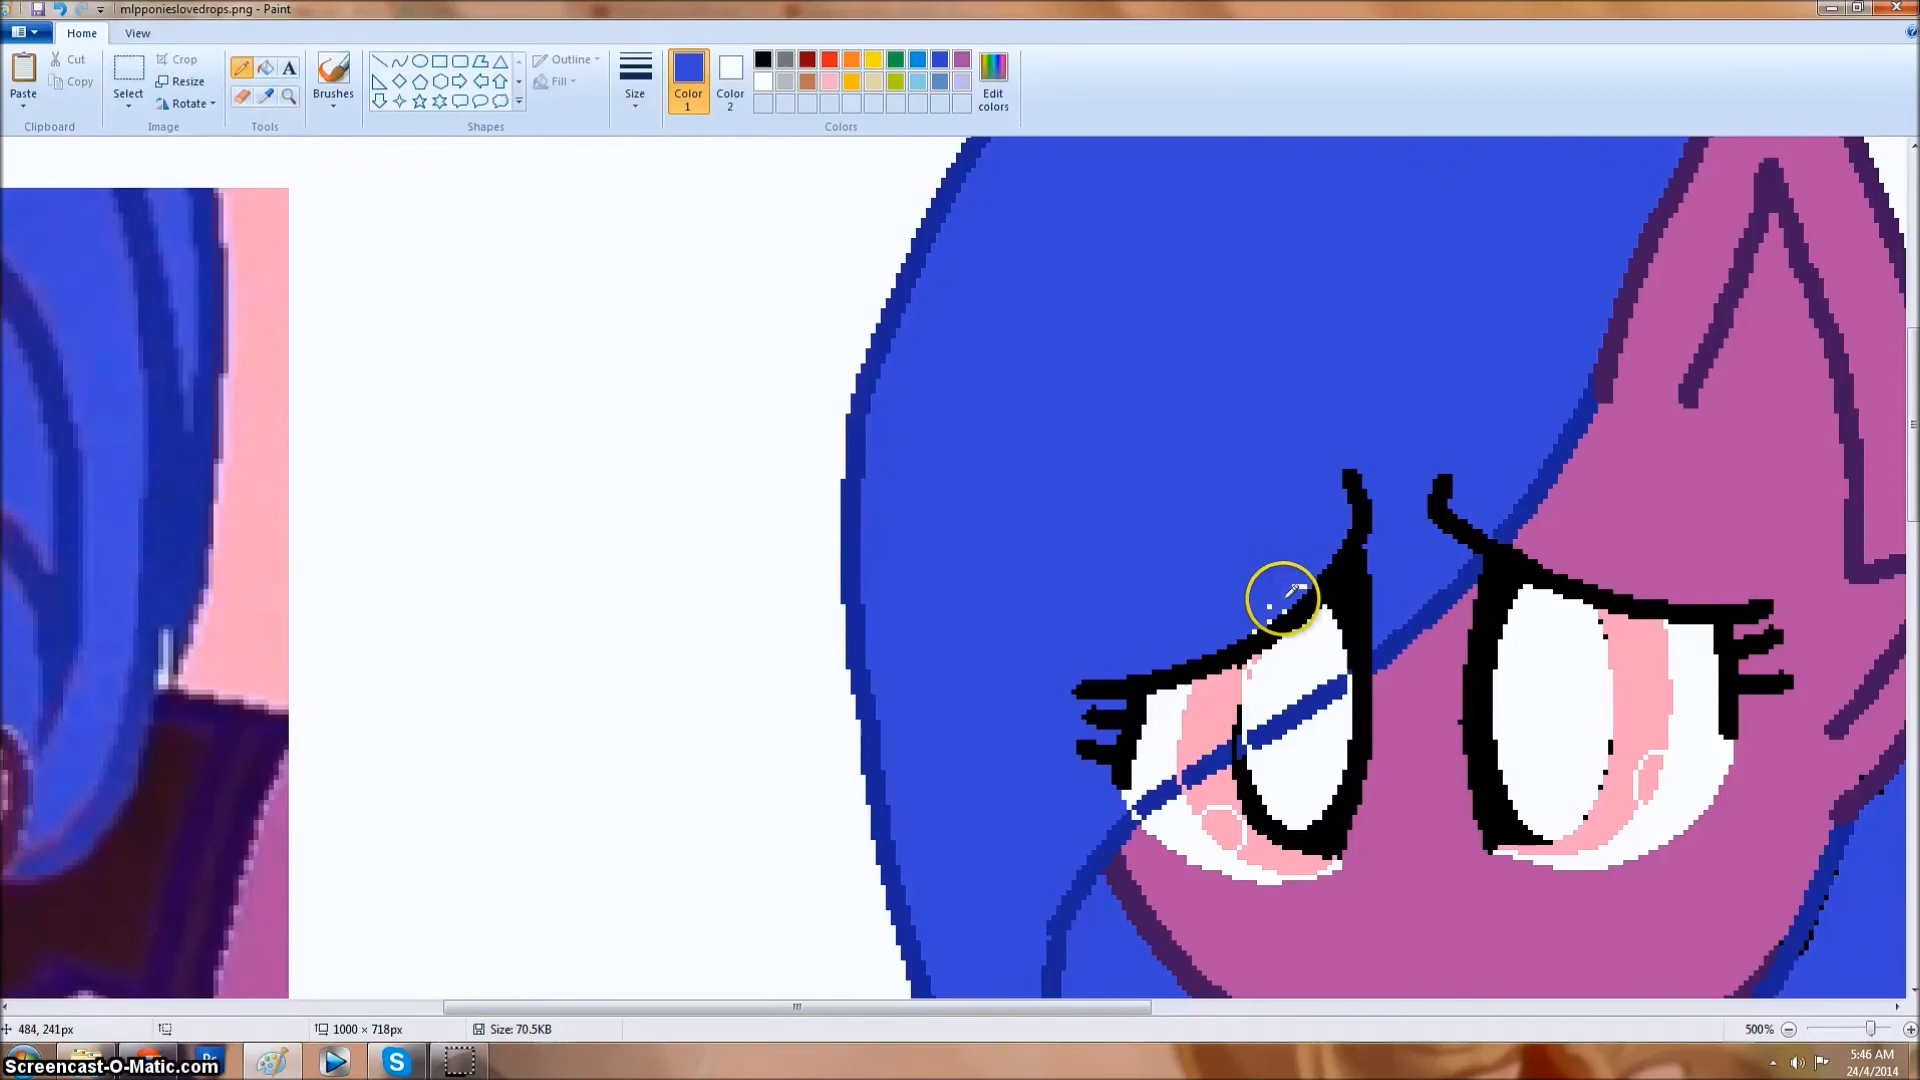 mlpponieslovedrops.png - Paint
Home
View
Paste
Cut
Copy
Clipboard
Select
Crop
Resize
Rotate
Image
A
Tools
Brushes
Shapes
Outline
Fill
Size
Color
1
Color
2
Colors
Edit
colors
484, 241px
1000 × 718px
Size: 70.5KB
500%
Ps
S
Screencast-O-Matic.com
5:46 AM
24/4/2014